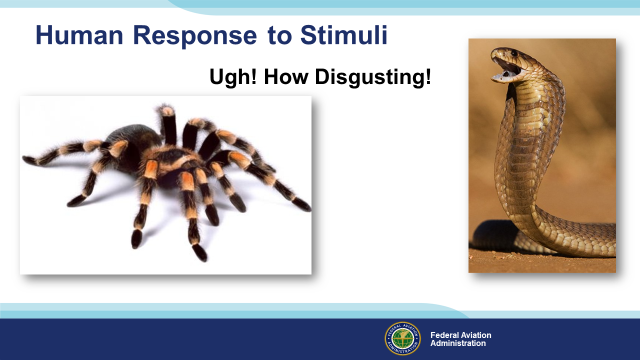 Human Response to Stimuli
Ugh! How Disgusting!
Federal Aviation
Administration